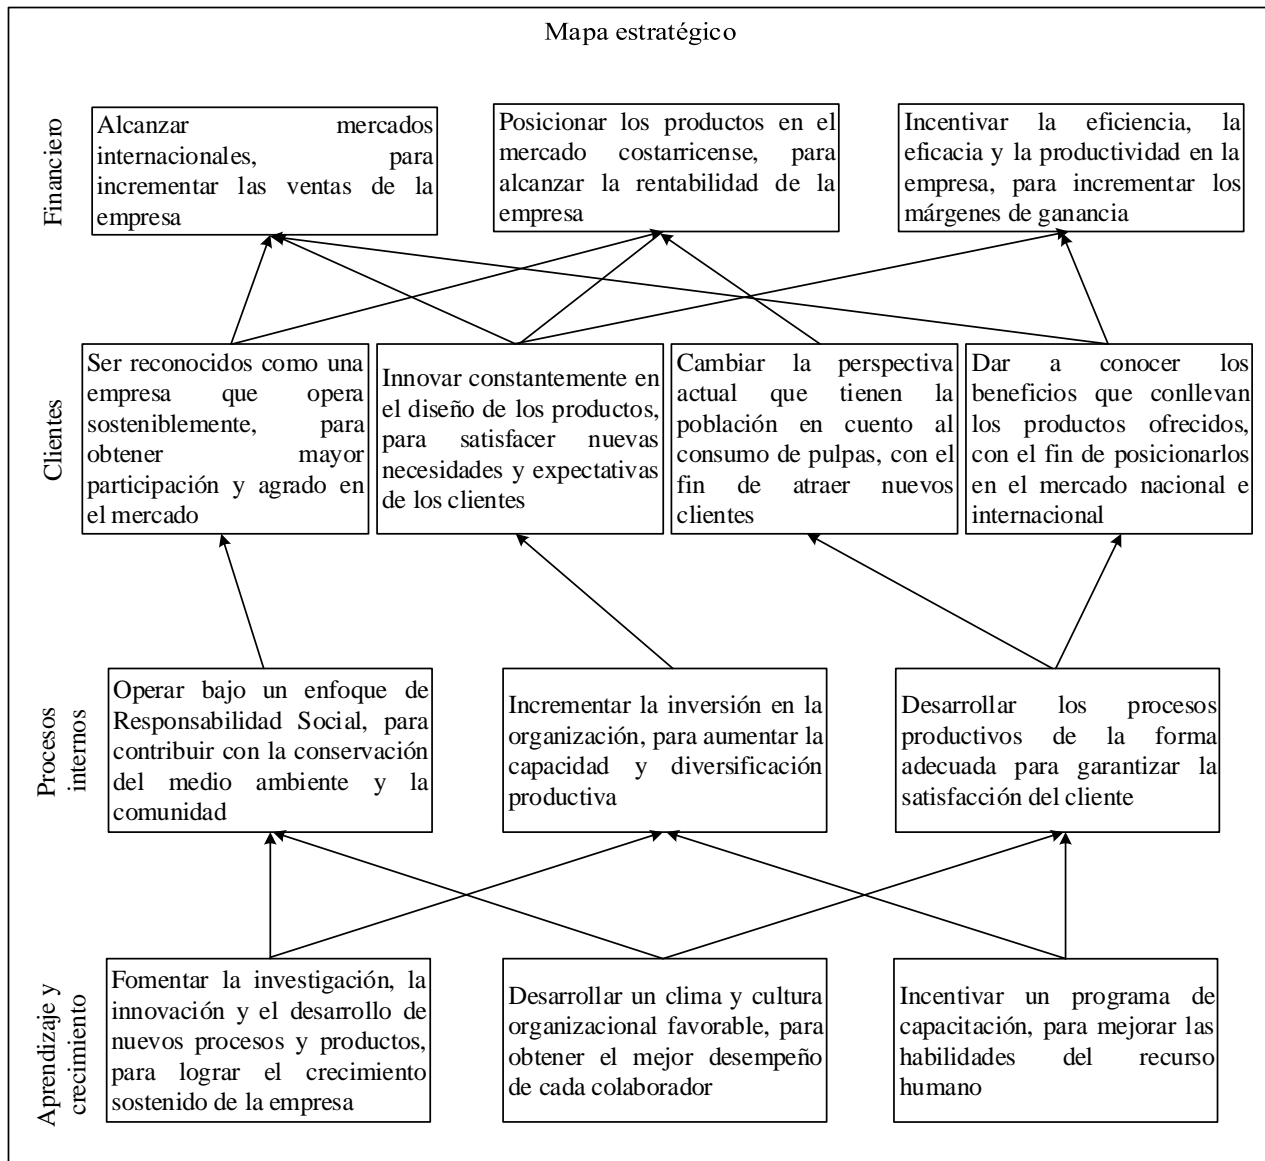 Mapa estratégico
Financiero
Alcanzar mercados
internacionales, para
incrementar las ventas de la
empresa
Posicionar los productos en el
mercado costarricense, para
alcanzar la rentabilidad de la
empresa
Incentivar la eficiencia, la
eficacia y la productividad en la
empresa, para incrementar los
márgenes de ganancia
Clientes
Ser reconocidos como una
empresa que opera
sosteniblemente, para
obtener mayor
participación y agrado en
el mercado
Innovar constantemente en
el diseño de los productos,
para satisfacer nuevas
necesidades y expectativas
de los clientes
Cambiar la perspectiva
actual que tienen la
población en cuento al
consumo de pulpas, con el
fin de atraer nuevos
clientes
Dar a conocer los
beneficios que conllevan
los productos ofrecidos,
con el fin de posicionarlos
en el mercado nacional e
internacional
Procesos
internos
Operar bajo un enfoque de
Responsabilidad Social, para
contribuir con la conservación
del medio ambiente y la
comunidad
Incrementar la inversión en la
organización, para aumentar la
capacidad y diversificación
productiva
Desarrollar los procesos
productivos de la forma
adecuada para garantizar la
satisfacción del cliente
Aprendizaje y
crecimiento
Fomentar la investigación, la
innovación y el desarrollo de
nuevos procesos y productos,
para lograr el crecimiento
sostenido de la empresa
Desarrollar un clima y cultura
organizacional favorable, para
obtener el mejor desempeño
de cada colaborador
Incentivar un programa de
capacitación, para mejorar las
habilidades del recurso
humano